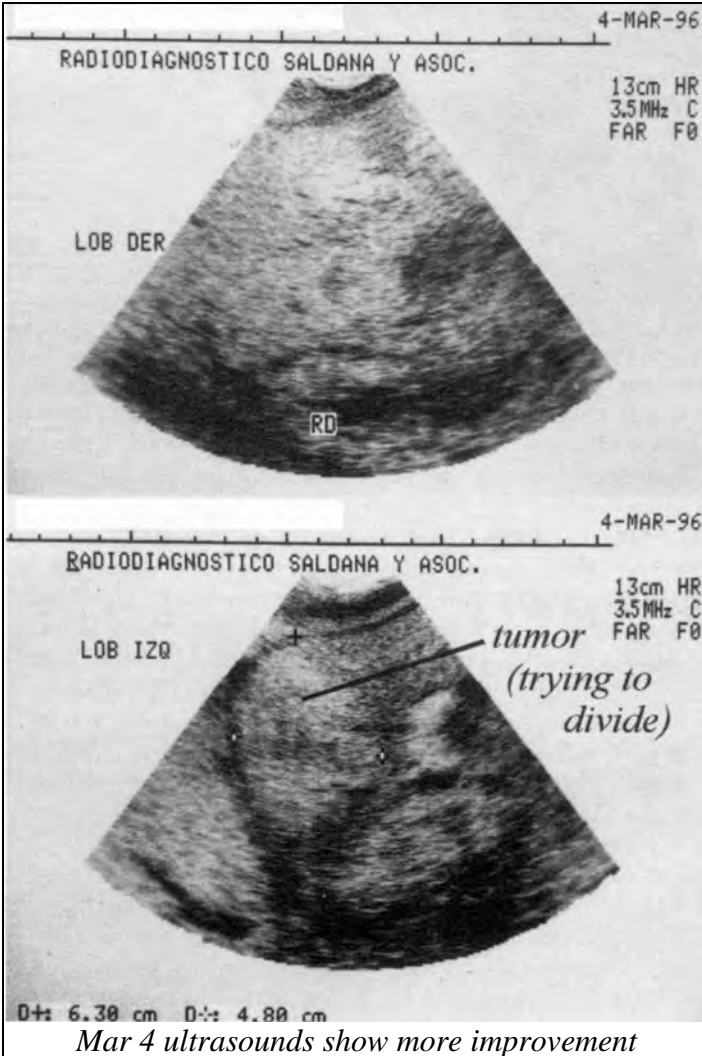 4-MAR-96
RADIODIAGNOSTICO SALDANA Y ASOC.
13cm HR
3.5MHz C
FAR F0
LOB DER
RD
4-MAR-96
RADIODIAGNOSTICO SALDANA Y ASOC.
13cm HR
3.5MHz C
FAR F0
LOB IZQ
tumor
(trying to
divide)
D+: 6.30 cm D-:- 4.80 cm
Mar 4 ultrasounds show more improvement